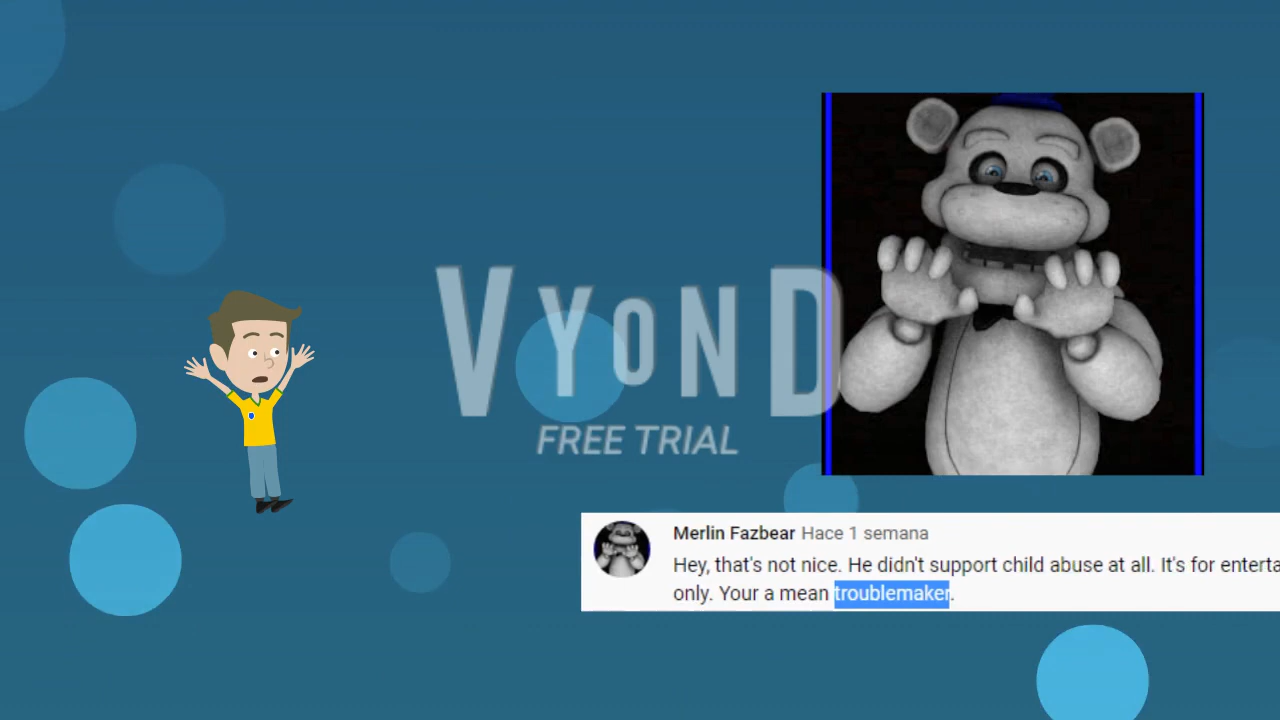 VYOND
FREE TRIAL
Merlin Fazbear Hace 1 semana
Hey, that's not nice. He didn't support child abuse at all. It's for
only. Your a mean troublemaker.